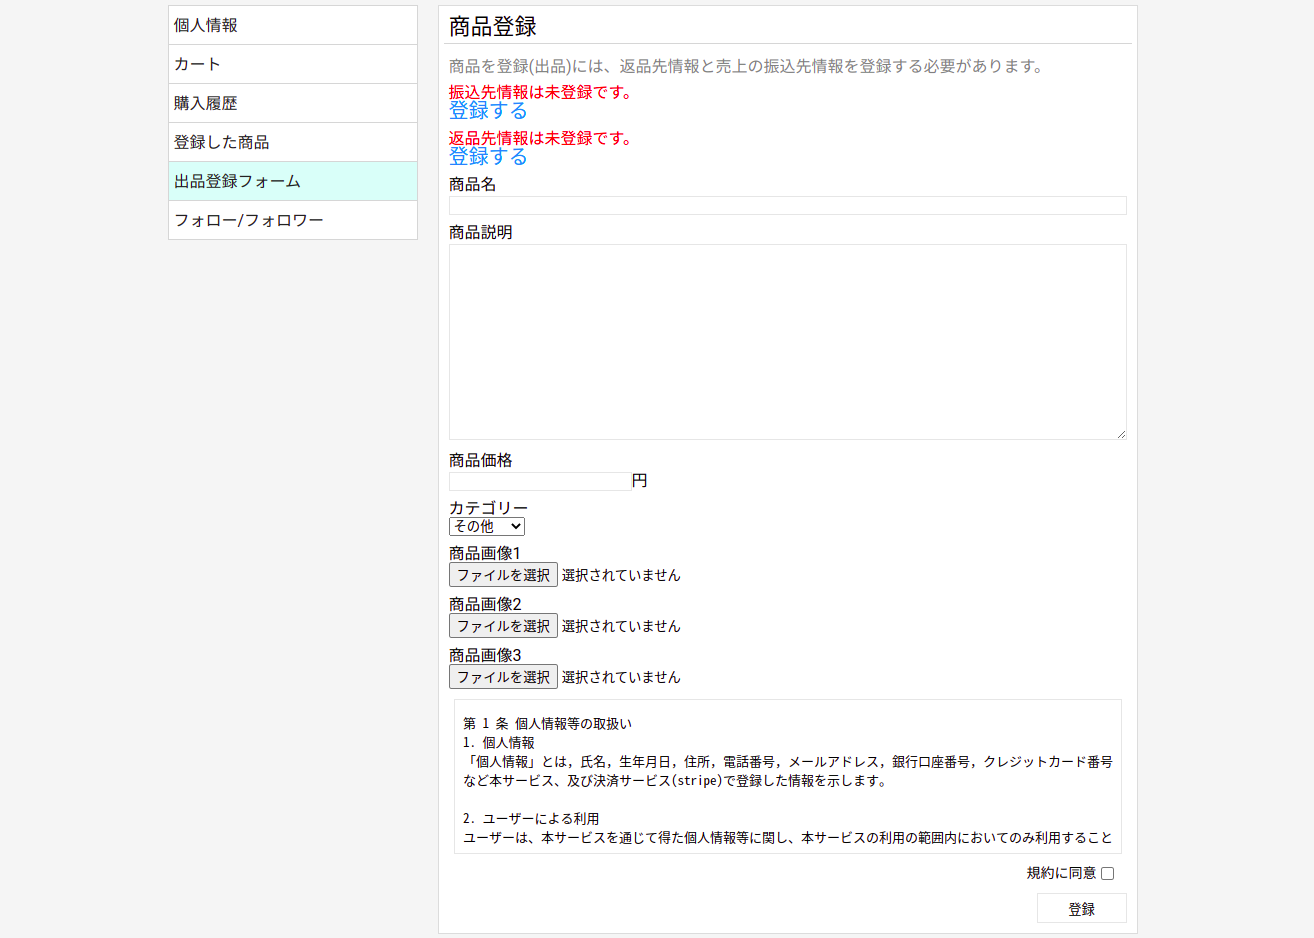 個人情報
カート
購入履歴
登録した商品
出品登録フォーム
フォロー/フォロワー
商品登録
商品を登録(出品)には、返品先情報と売上の振込先情報を登録する必要があります。
振込先情報は未登録です。
登録する
返品先情報は未登録です。
登録する
商品名
商品説明
商品価格
円
カテゴリー
その他
商品画像1
ファイルを選択 選択されていません
商品画像2
ファイルを選択 選択されていません
商品画像3
ファイルを選択 選択されていません
第 1 条 個人情報等の取扱い
1. 個人情報
「個人情報」とは，氏名，生年月日，住所，電話番号，メールアドレス，銀行口座番号，クレジットカード番号
など本サービス、及び決済サービス(stripe)で登録した情報を示します。
2. ユーザーによる利用
ユーザーは、本サービスを通じて得た個人情報等に関し、本サービスの利用の範囲内においてのみ利用すること
規約に同意
登録